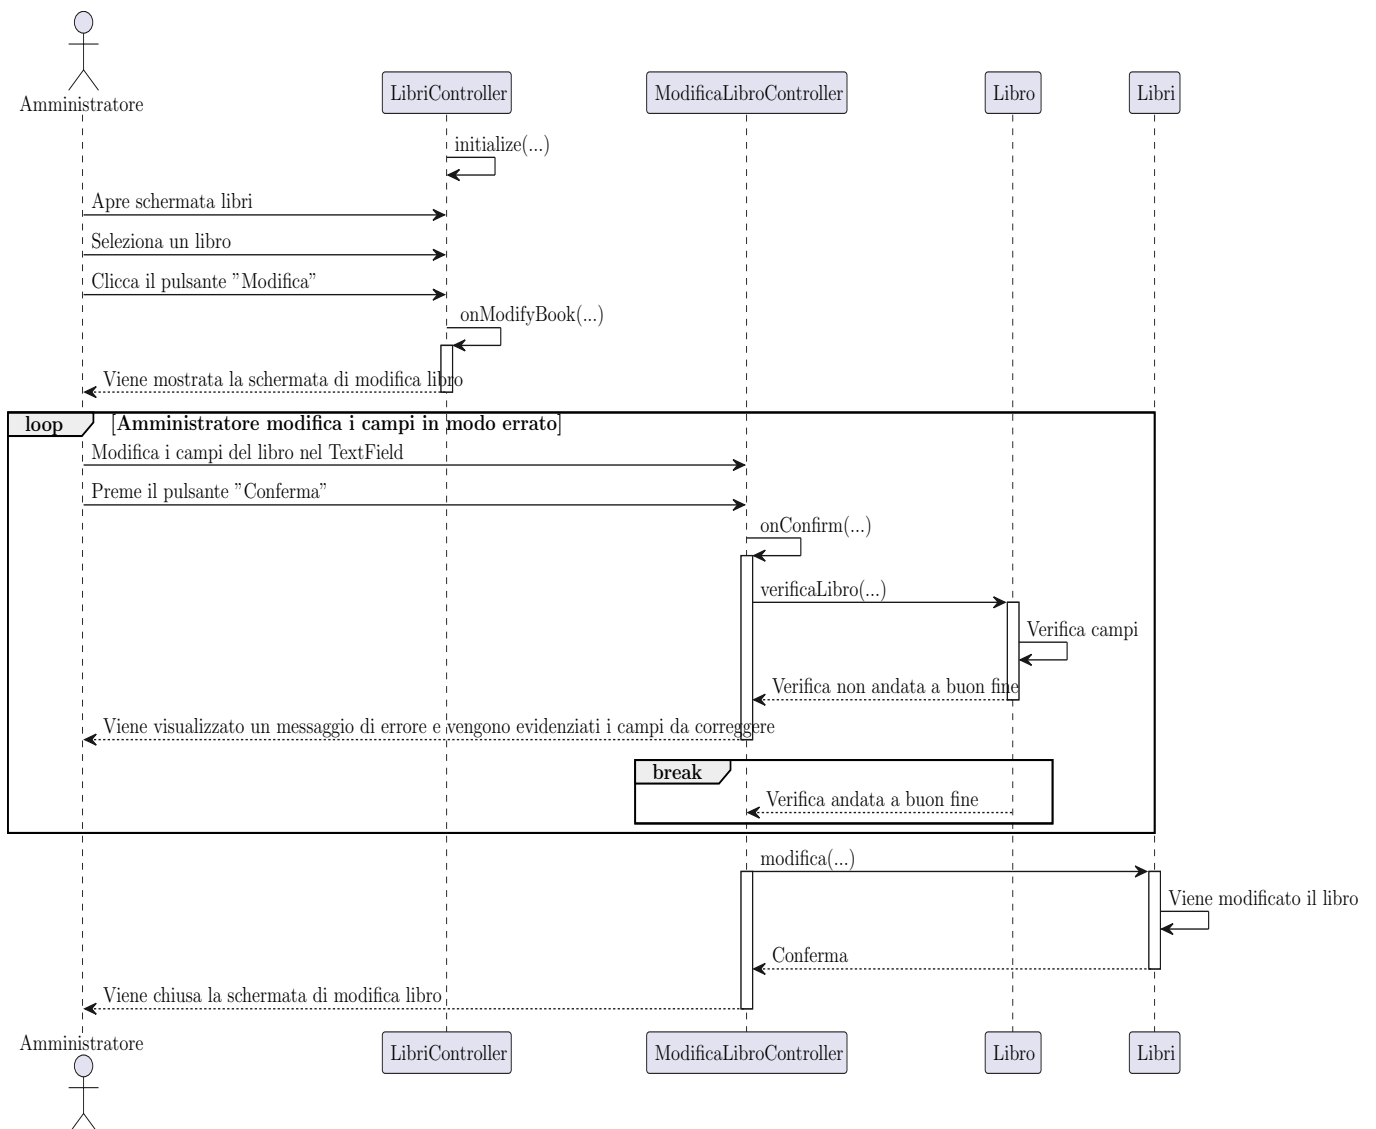 Amministratore
LibriController
ModificaLibroController
Libro
Libri
initialize(...)
Apre schermata libri
Seleziona un libro
Clicca il pulsante ”Modifica”
onModifyBook(...)
Viene mostrata la schermata di modifica libro
loop
[Amministratore modifica i campi in modo errato]
Modifica i campi del libro nel TextField
Preme il pulsante ”Conferma”
onConfirm(...)
verificaLibro(...)
Verifica campi
Verifica non andata a buon fine
Viene visualizzato un messaggio di errore e vengono evidenziati i campi da correggere
break
Verifica andata a buon fine
modifica(...)
Viene modificato il libro
Conferma
Viene chiusa la schermata di modifica libro
Amministratore
LibriController
ModificaLibroController
Libro
Libri